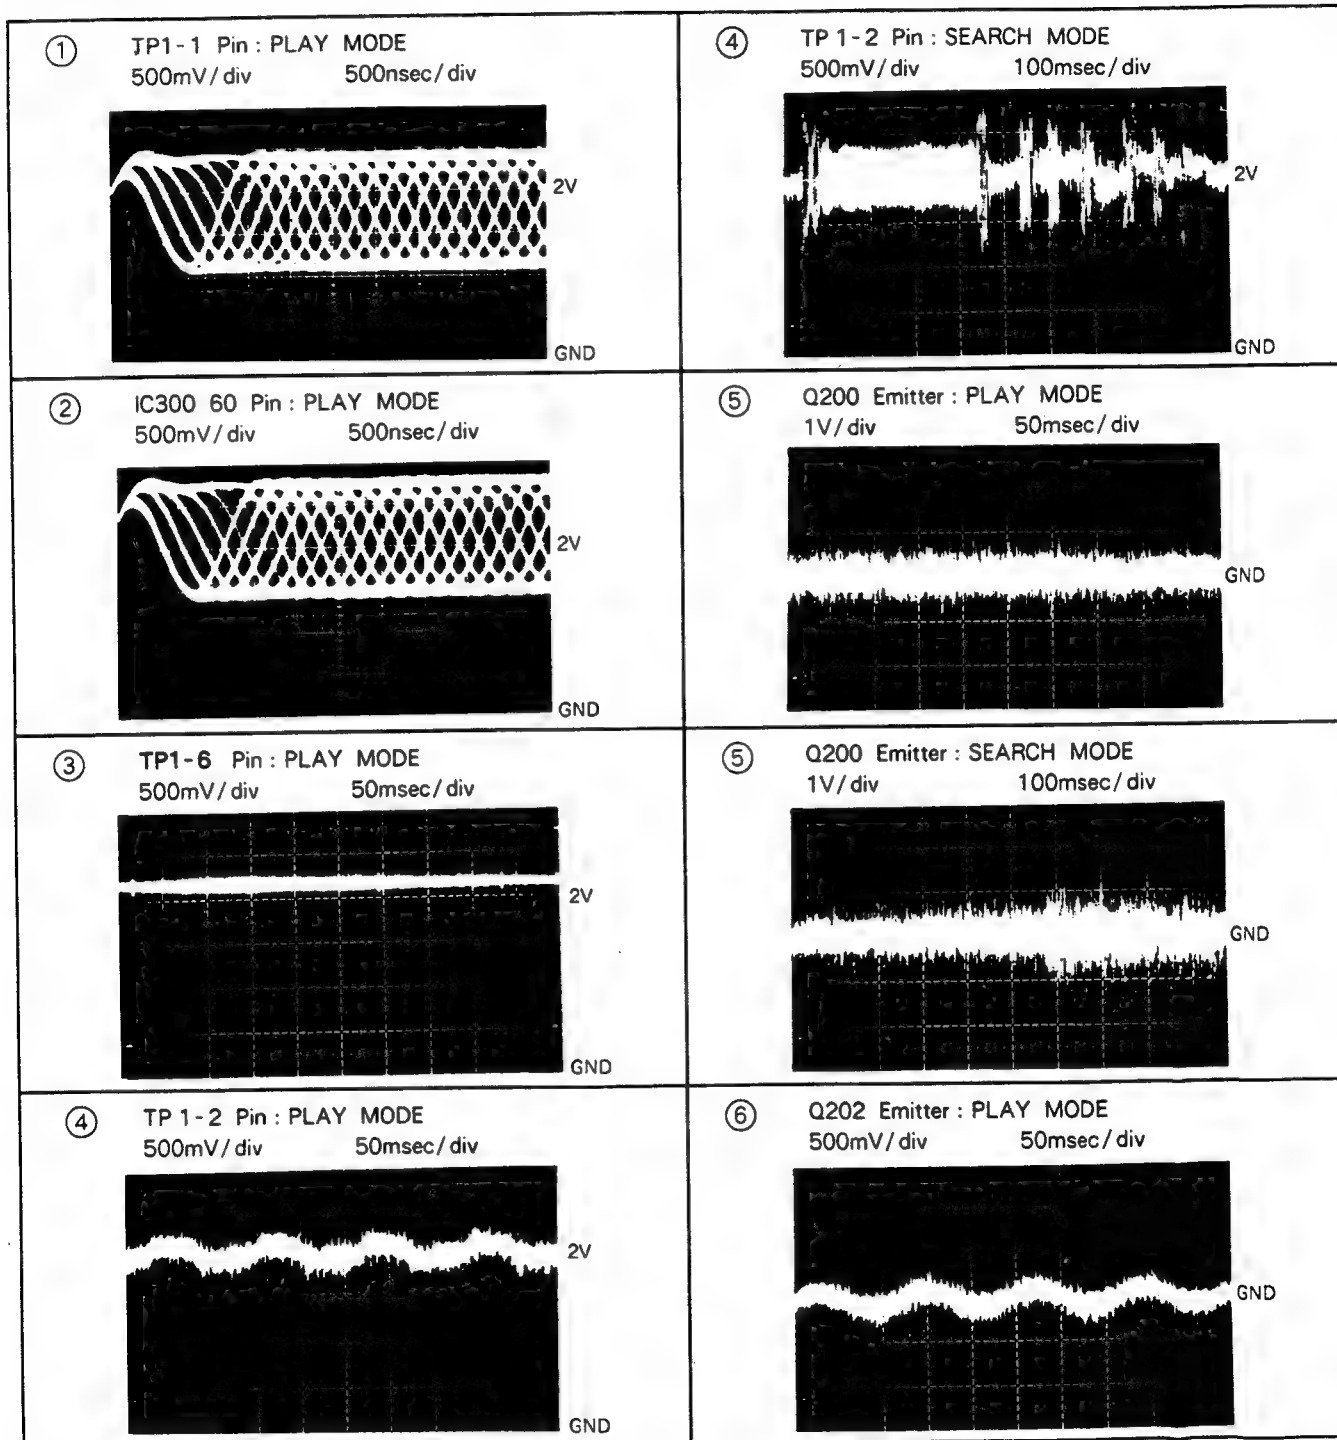 ① TP1-1 Pin : PLAY MODE
500mV/div 500nsec/div
2V
GND
② IC300 60 Pin : PLAY MODE
500mV/div 500nsec/div
2V
GND
③ TP1-6 Pin : PLAY MODE
500mV/div 50msec/div
2V
GND
④ TP 1-2 Pin : PLAY MODE
500mV/div 50msec/div
2V
GND
④ TP 1-2 Pin : SEARCH MODE
500mV/div 100msec/div
2V
GND
⑤ Q200 Emitter : PLAY MODE
1V/div 50msec/div
GND
⑤ Q200 Emitter : SEARCH MODE
1V/div 100msec/div
GND
⑥ Q202 Emitter : PLAY MODE
500mV/div 50msec/div
GND